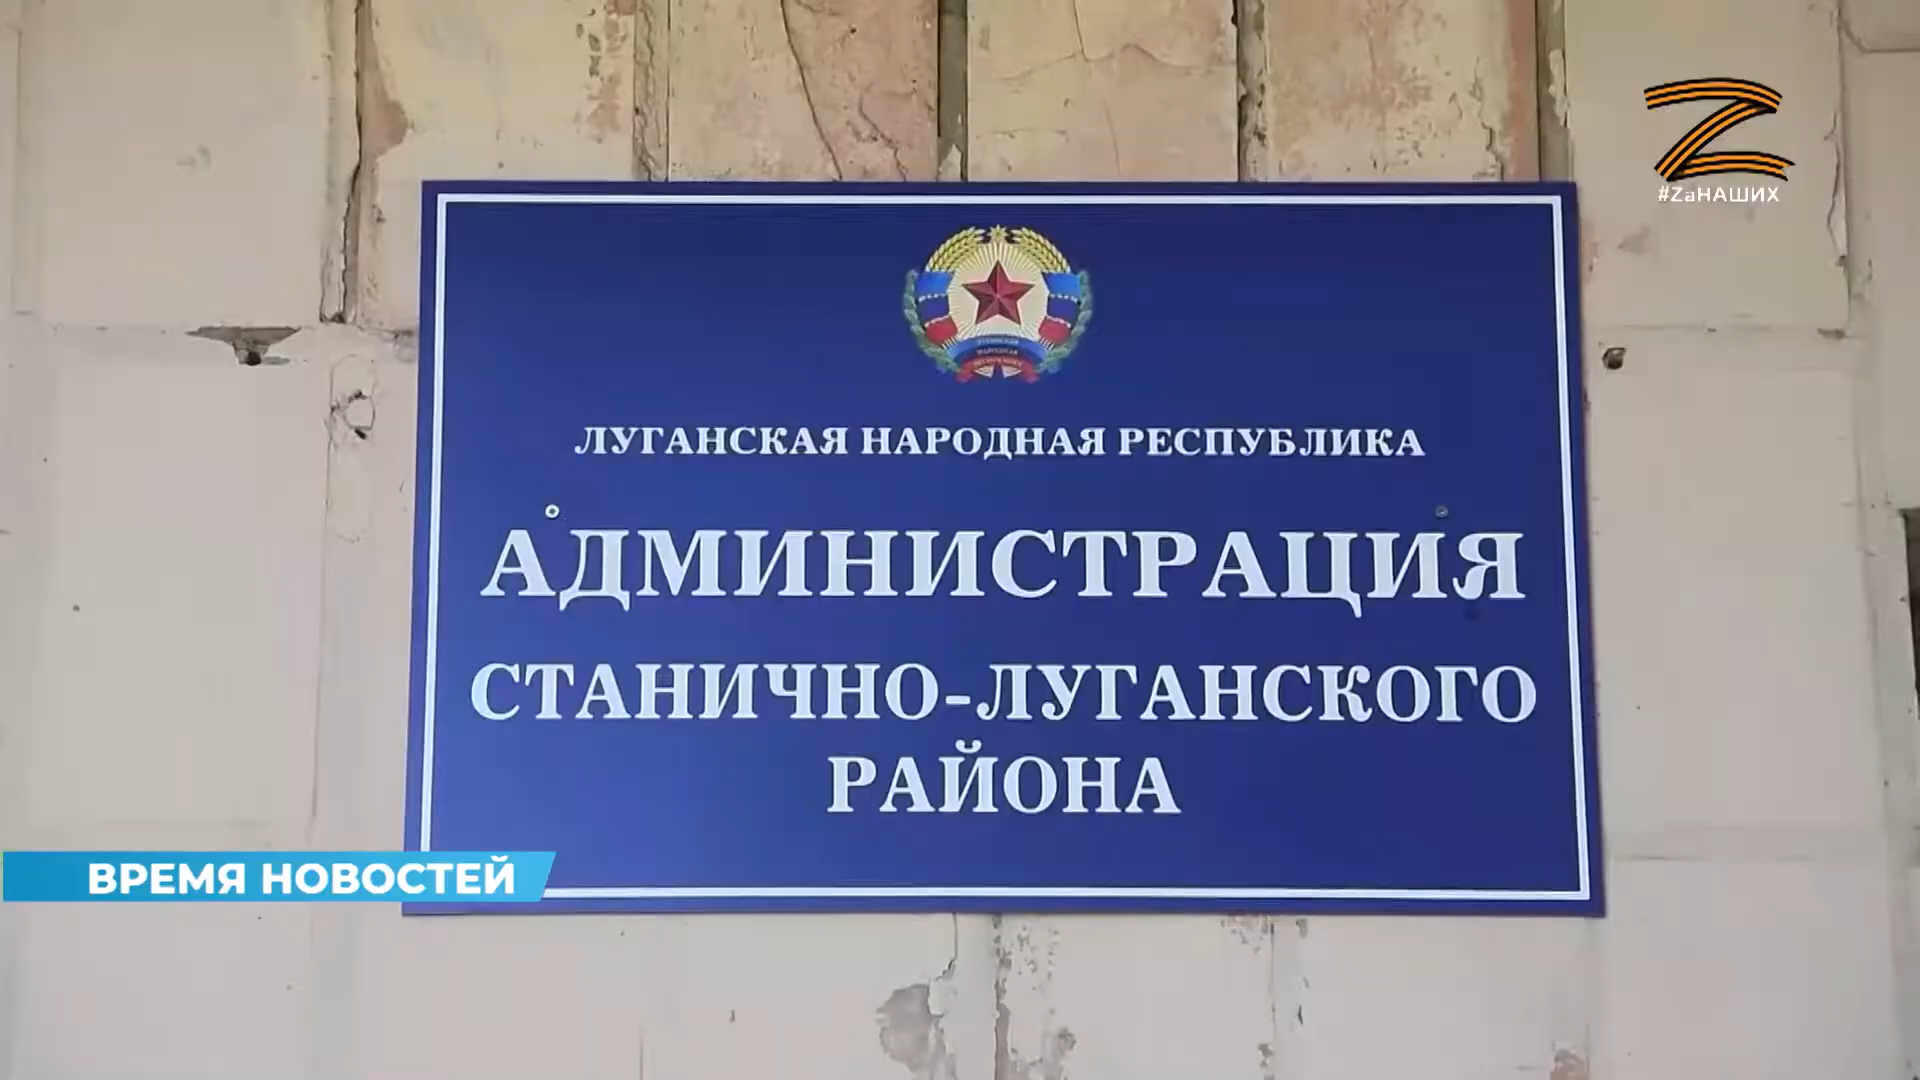 #ZаНАШИХ
ЛУГАНСКАЯ НАРОДНАЯ РЕСПУБЛИКА
АДМИНИСТРАЦИЯ
СТАНИЧНО-ЛУГАНСКОГО
РАЙОНА
ВРЕМЯ НОВОСТЕЙ